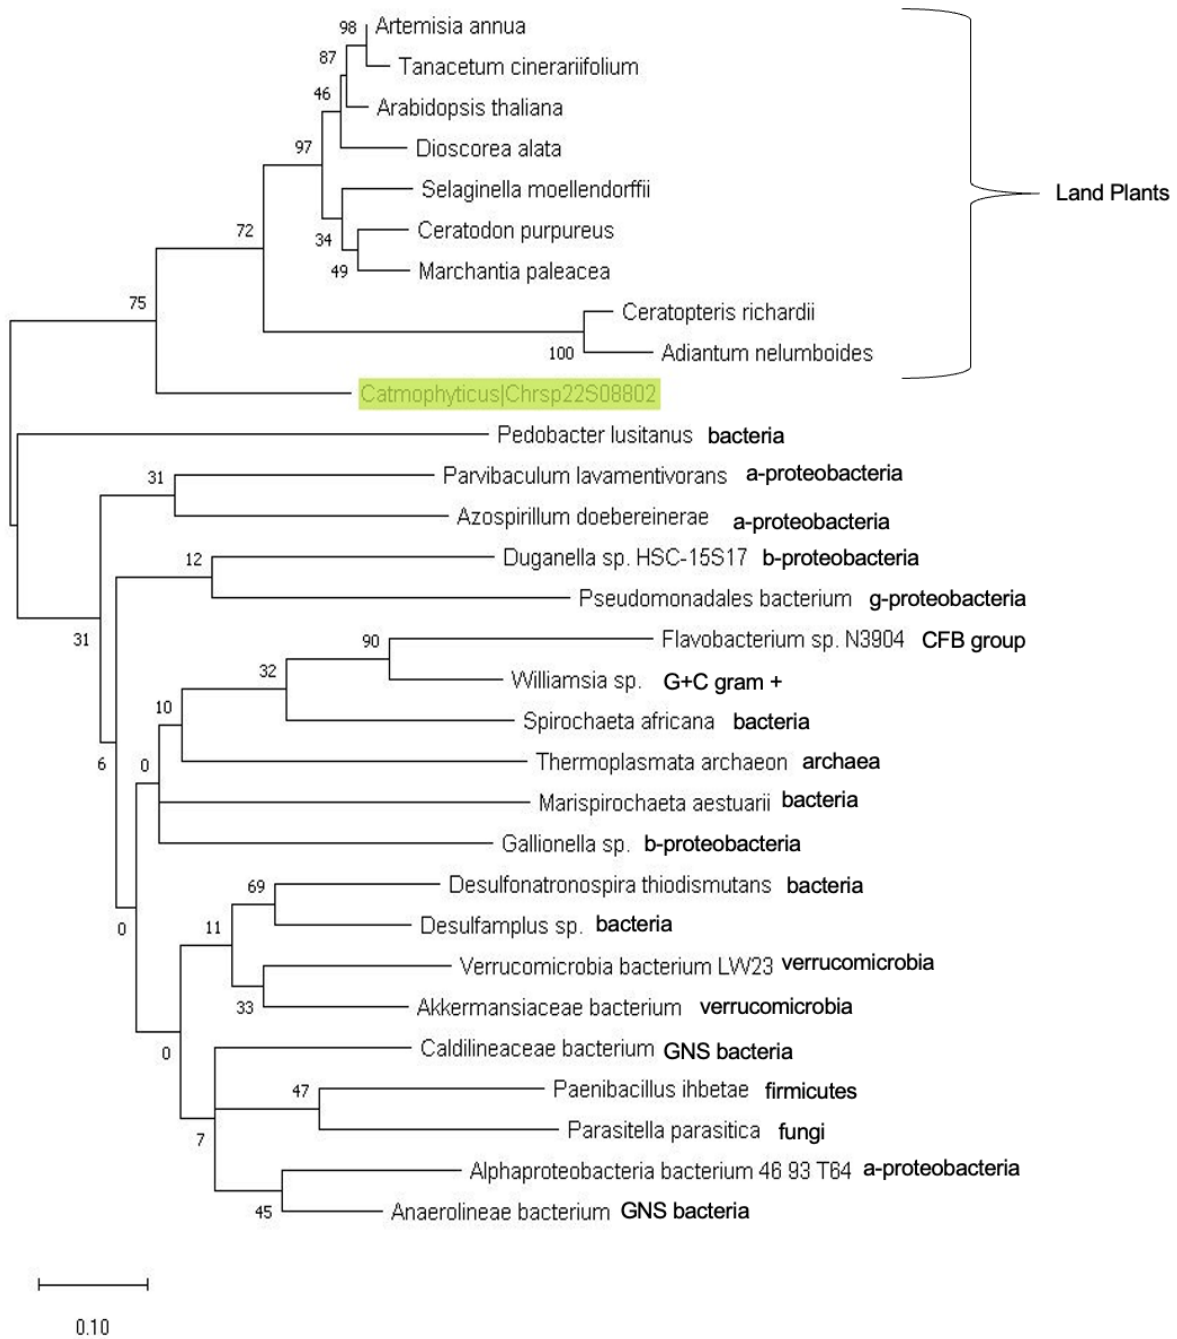 98 Artemisia annua
87 Tanacetum cinerariifolium
46 Arabidopsis thaliana
97 Dioscorea alata
Selaginella moellendorffii
Land Plants
72 34 Ceratodon purpureus
49 Marchantia paleacea
75 Ceratopteris richardii
100 Adiantum nelumboides
Catmophyticus|Chrsp22S08802
Pedobacter lusitanus bacteria
31 Parvibaculum lavamentivorans a-proteobacteria
Azospirillum doebereinerae a-proteobacteria
12 Duganella sp. HSC-15S17 b-proteobacteria
Pseudomonadales bacterium g-proteobacteria
31 90 Flavobacterium sp. N3904 CFB group
32 Williamsia sp. G+C gram +
10 Spirochaeta africana bacteria
6 0 Thermoplasmata archaeon archaea
Marispirochaeta aestuarii bacteria
Gallionella sp. b-proteobacteria
69 Desulfonatronospira thiodismutans bacteria
0 11 Desulfamplus sp. bacteria
Verrucomicrobia bacterium LW23 verrucomicrobia
33 Akkermansiaceae bacterium verrucomicrobia
0 Caldilineaceae bacterium GNS bacteria
47 Paenibacillus ihbetae firmicutes
7 Parasitella parasitica fungi
Alphaproteobacteria bacterium 46 93 T64 a-proteobacteria
45 Anaerolineae bacterium GNS bacteria
0.10